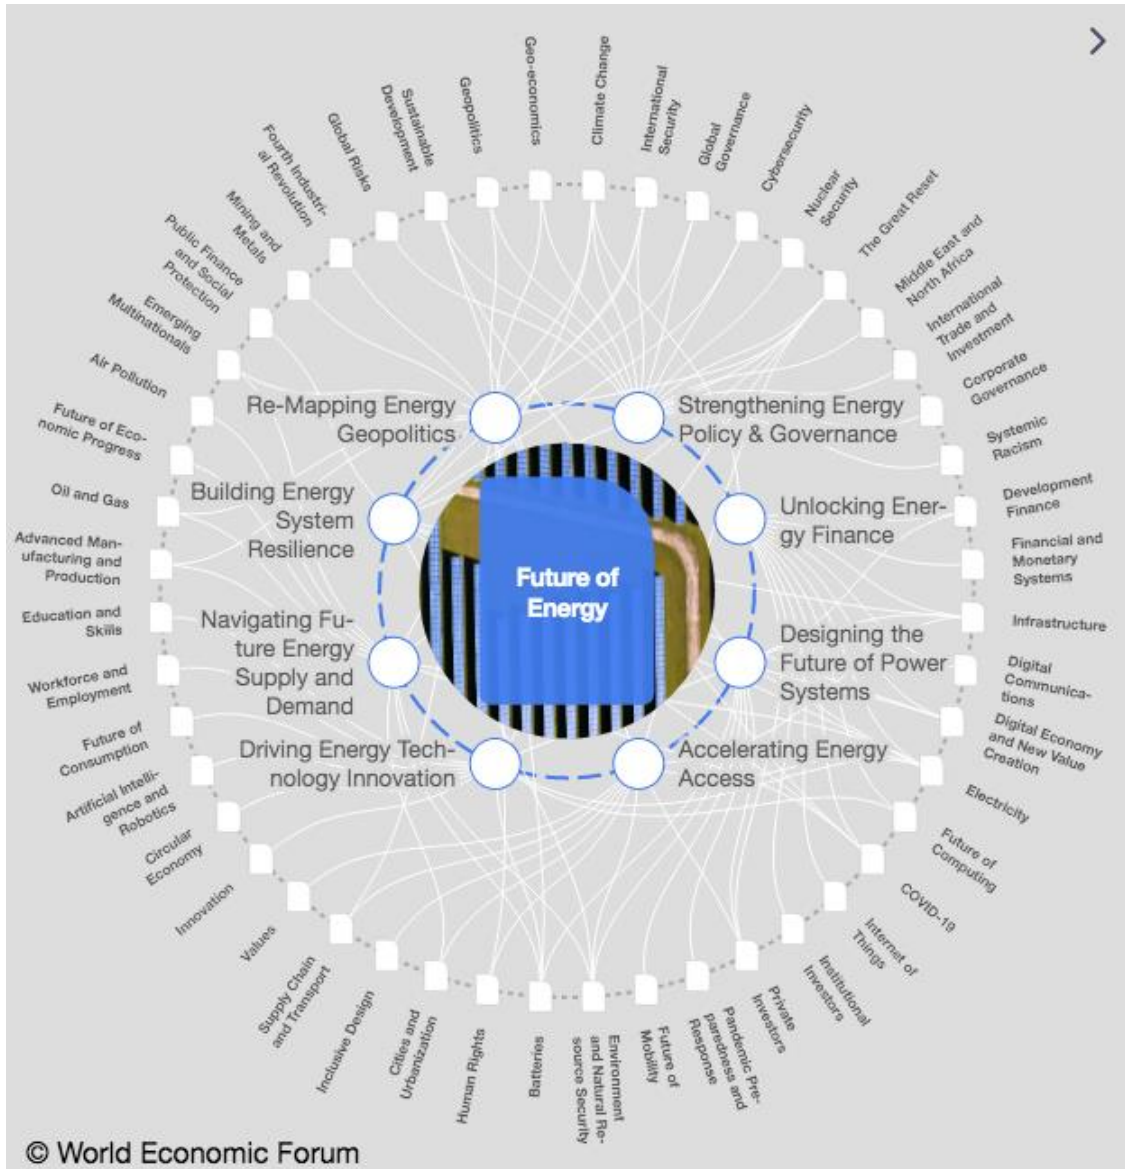 Geo-economics
Climate Change
International
Security
Global
Governance
Cybersecurity
Nuclear
Security
The Great Reset
Middle East and
North Africa
International
Trade and
Investment
Corporate
Governance
Systemic
Racism
Development
Finance
Financial and
Monetary
Systems
Infrastructure
Digital
Communica-
tions
Digital Economy
and New Value
Creation
Electricity
Future of
Computing
COVID-19
Internet of
Things
Institutional
Investors
Private
Investors
Pandemic Pre-
paredness and
Response
Future of
Mobility
Environment
and Natural Re-
source Security
Batteries
Human Rights
Cities and
Urbanization
Inclusive Design
Supply Chain
and Transport
Values
Innovation
Circular
Economy
Artificial Intelli-
gence and
Robotics
Future of
Consumption
Workforce and
Employment
Education and
Skills
Advanced Man-
ufacturing and
Production
Oil and Gas
Future of Eco-
nomic Progress
Air Pollution
Emerging
Multinationals
Public Finance
and Social
Protection
Mining and
Metals
Fourth Industri-
al Revolution
Global Risks
Sustainable
Development
Geopolitics
Re-Mapping Energy
Geopolitics
Strengthening Energy
Policy & Governance
Building Energy
System
Resilience
Unlocking Ener-
gy Finance
Future of
Energy
Navigating Fu-
ture Energy
Supply and
Demand
Designing the
Future of Power
Systems
Driving Energy Tech-
nology Innovation
Accelerating Energy
Access
© World Economic Forum